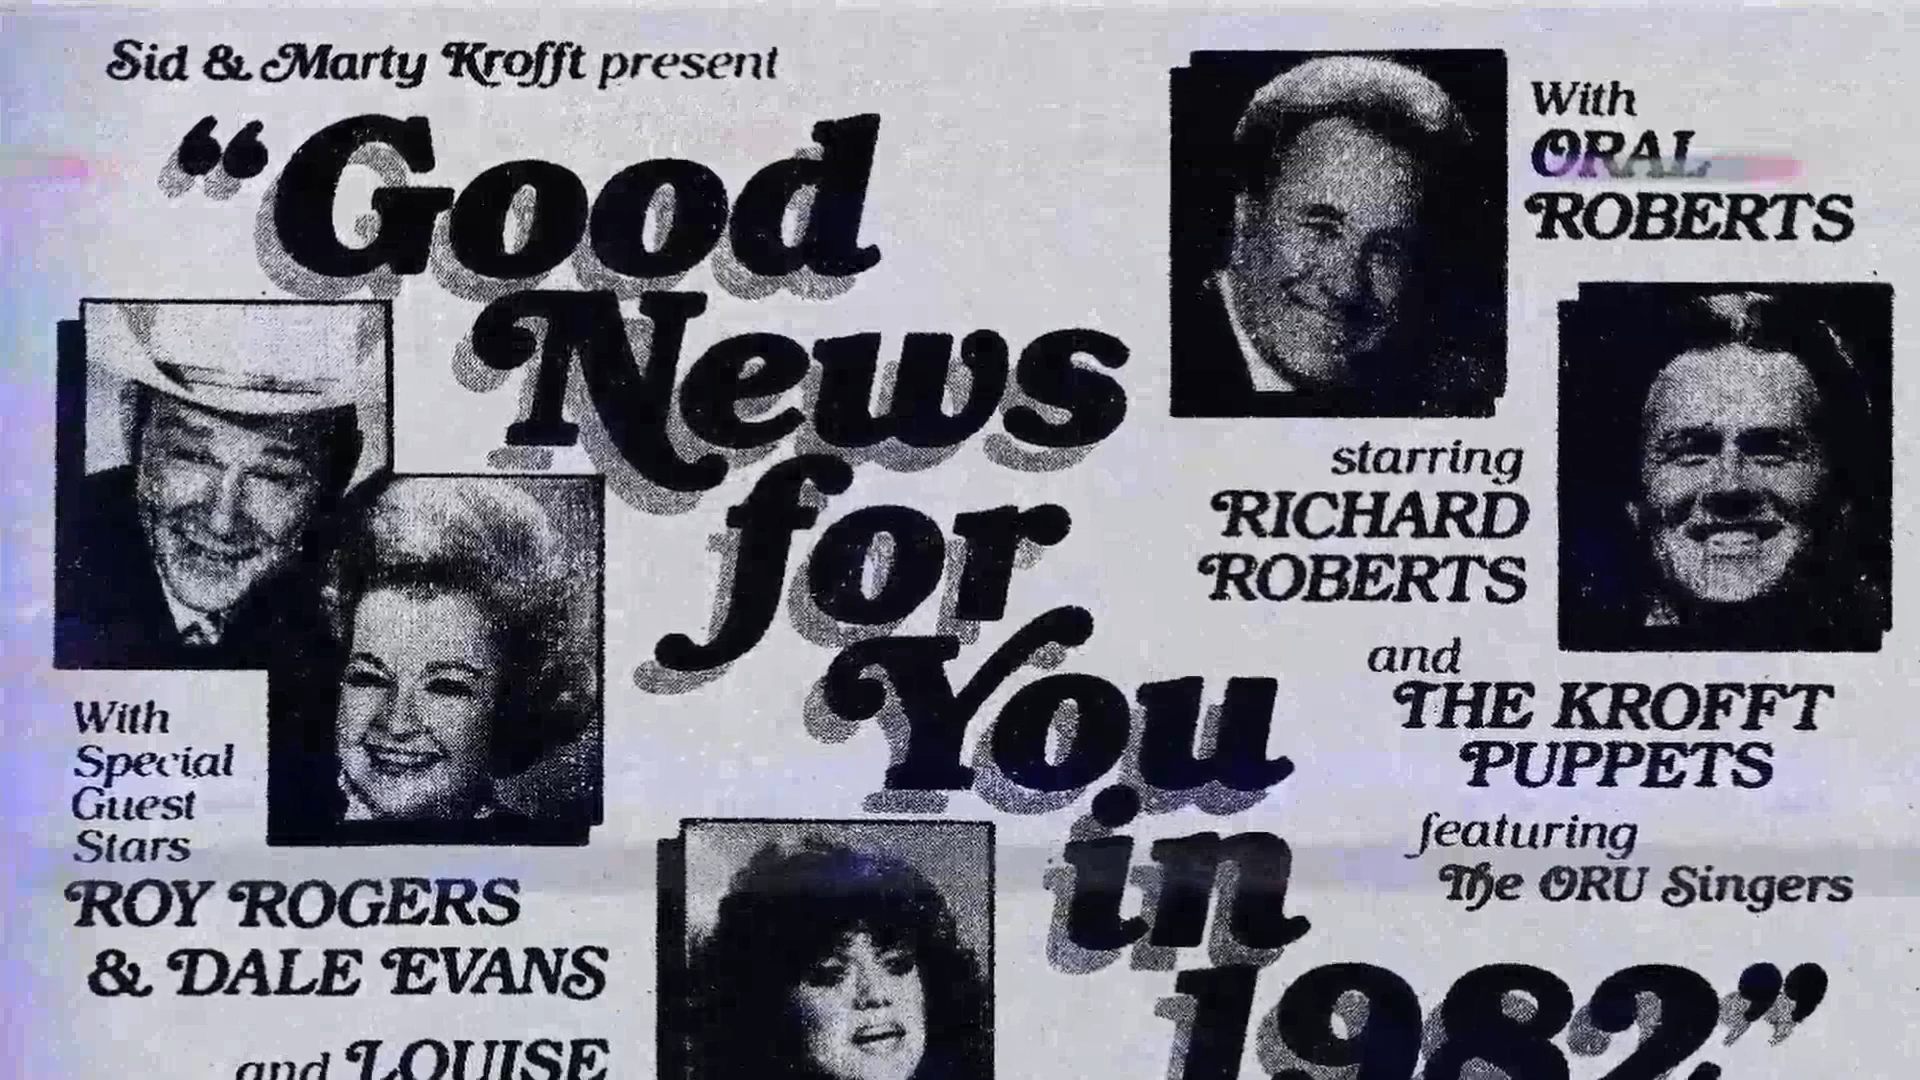 Sid & Marty Krofft present
“Good
News
for
You
in
1982”
With
ORAL
ROBERTS
starring
RICHARD
ROBERTS
and
THE KROFFT
PUPPETS
featuring
The ORU Singers
With
Special
Guest
Stars
ROY ROGERS
& DALE EVANS
and LOUISE